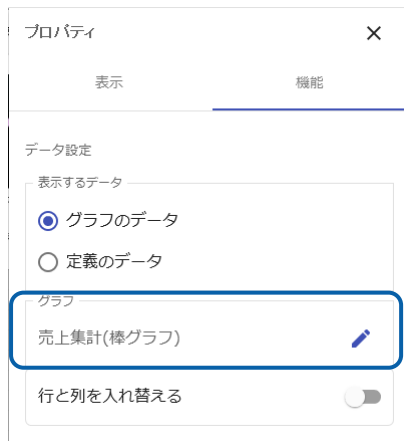 プロパティ
表示
機能
データ設定
表示するデータ
グラフのデータ
定義のデータ
グラフ
売上集計(棒グラフ)
行と列を入れ替える